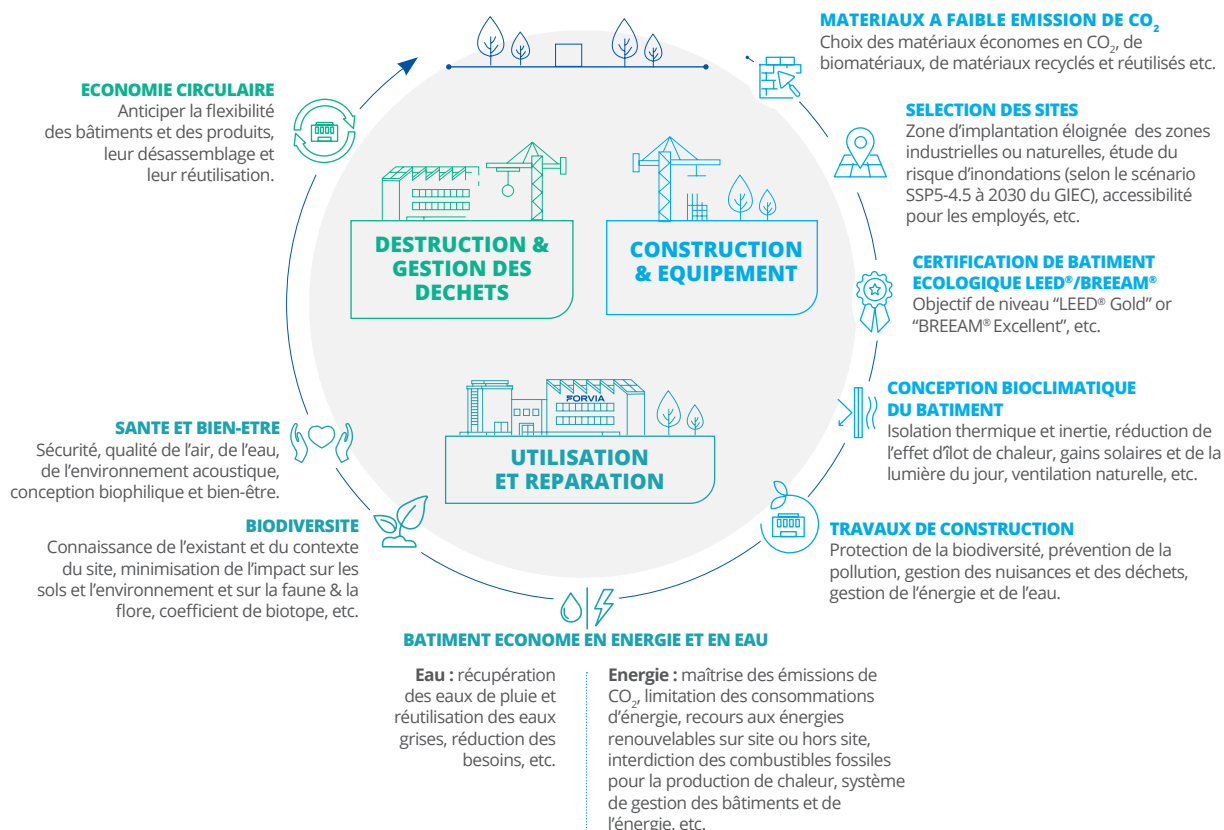 MATERIAUX A FAIBLE EMISSION DE CO₂
Choix des matériaux économes en CO₂, de
biomatériaux, de matériaux recyclés et réutilisés etc.
SELECTION DES SITES
Zone d’implantation éloignée des zones
industrielles ou naturelles, étude du
risque d’inondations (selon le scénario
SSP5-4.5 à 2030 du GIEC), accessibilité
pour les employés, etc.
CERTIFICATION DE BATIMENT
ECOLOGIQUE LEED®/BREEAM®
Objectif de niveau “LEED® Gold” or
“BREEAM® Excellent”, etc.
CONCEPTION BIOCLIMATIQUE
DU BATIMENT
Isolation thermique et inertie, réduction de
l’effet d’îlot de chaleur, gains solaires et de la
lumière du jour, ventilation naturelle, etc.
TRAVAUX DE CONSTRUCTION
Protection de la biodiversité, prévention de la
pollution, gestion des nuisances et des déchets,
gestion de l’énergie et de l’eau.
BATIMENT ECONOME EN ENERGIE ET EN EAU
Eau : récupération
des eaux de pluie et
réutilisation des eaux
grises, réduction des
besoins, etc.
Energie : maîtrise des émissions de
CO₂, limitation des consommations
d’énergie, recours aux énergies
renouvelables sur site ou hors site,
interdiction des combustibles fossiles
pour la production de chaleur, système
de gestion des bâtiments et de
l’énergie, etc.
BIODIVERSITE
Connaissance de l’existant et du contexte
du site, minimisation de l’impact sur les
sols et l’environnement et sur la faune & la
flore, coefficient de biotope, etc.
SANTE ET BIEN-ETRE
Sécurité, qualité de l’air, de l’eau,
de l’environnement acoustique,
conception biophilique et bien-être.
ECONOMIE CIRCULAIRE
Anticiper la flexibilité
des bâtiments et des produits,
leur désassemblage et
leur réutilisation.
DESTRUCTION &
GESTION DES
DECHETS
CONSTRUCTION
& EQUIPEMENT
FORVIA
UTILISATION
ET REPARATION